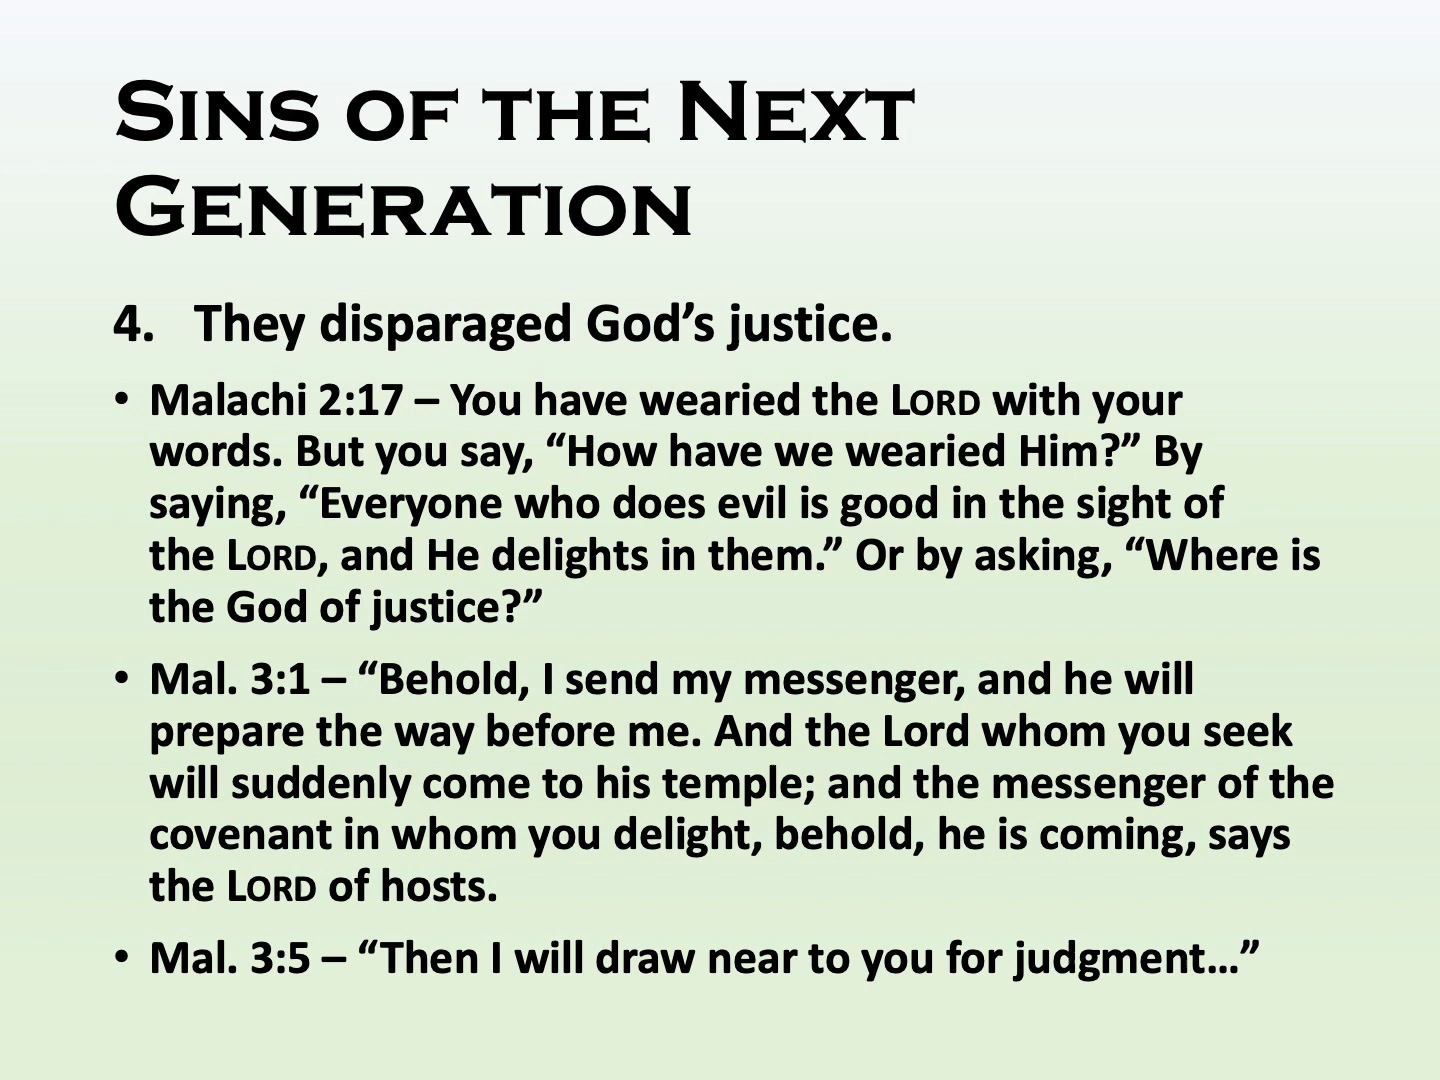 Sins of the Next
Generation
4. They disparaged God’s justice.
• Malachi 2:17 – You have wearied the Lord with your
words. But you say, “How have we wearied Him?” By
saying, “Everyone who does evil is good in the sight of
the Lord, and He delights in them.” Or by asking, “Where is
the God of justice?”
• Mal. 3:1 – “Behold, I send my messenger, and he will
prepare the way before me. And the Lord whom you seek
will suddenly come to his temple; and the messenger of the
covenant in whom you delight, behold, he is coming, says
the Lord of hosts.
• Mal. 3:5 – “Then I will draw near to you for judgment…”